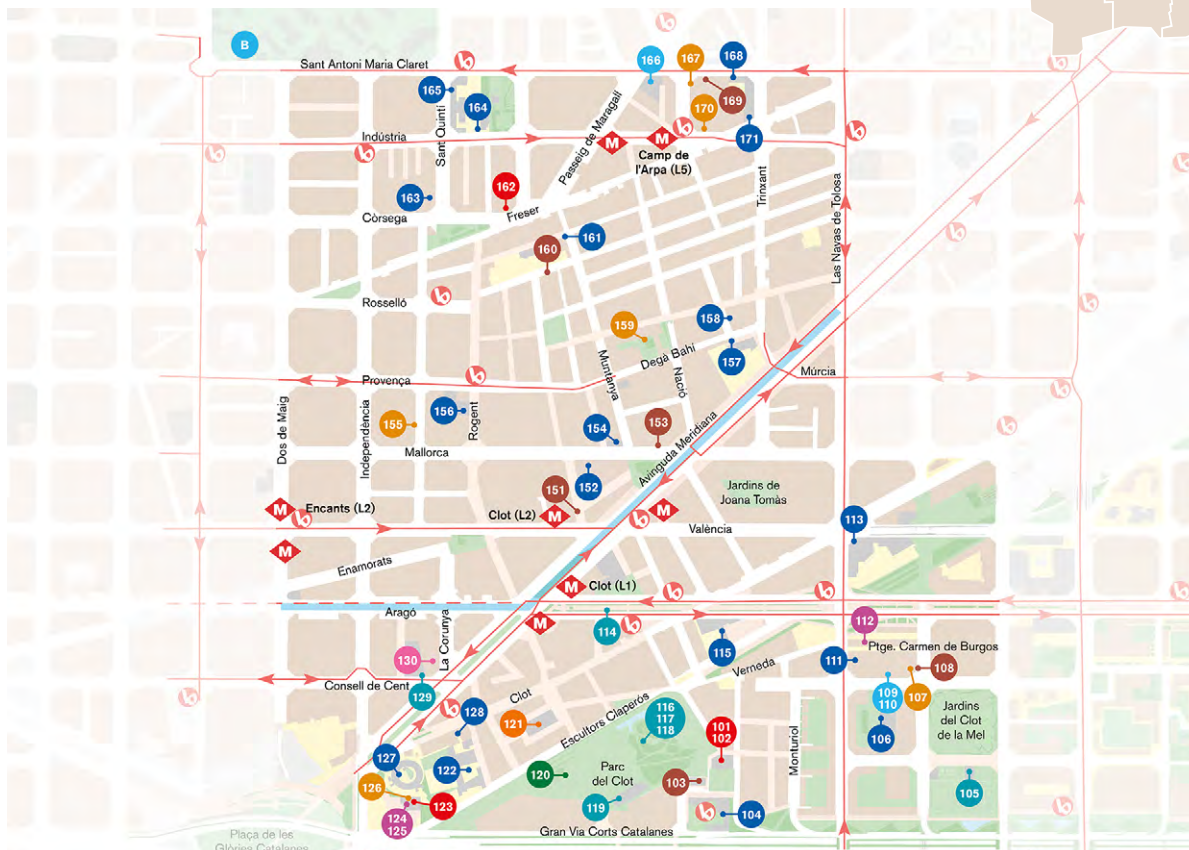 B
Sant Antoni Maria Claret
166
167
168
165
164
169
170
171
Sant Quintí
Indústria
M
M
Camp de
l'Arpa (L5)
Passeig de Maragall
Trinxant
Las Navas de Tolosa
163
162
Còrsega
Freser
161
160
Rosselló
159
158
157
Degà Bahí
Muntanya
Nació
Múrcia
Provença
Dos de Maig
Independència
155
156
Rogent
154
153
Mallorca
Avinguda Meridiana
152
151
Jardins de
Joana Tomàs
M
Encants (L2)
Clot (L2)
M
M
València
113
M
Enamorats
M
Clot (L1)
Aragó
M
114
La Corunya
115
112
130
111
Ptge. Carmen de Burgos
108
Verneda
Consell de Cent
129
109
110
107
Clot
128
121
Escultors Claperós
116
117
118
101
102
Monturiol
106
Jardins
del Clot
de la Mel
127
122
120
Parc
del Clot
103
105
126
123
119
104
124
125
Gran Via Corts Catalanes
Plaça de les
Glòries Catalanes